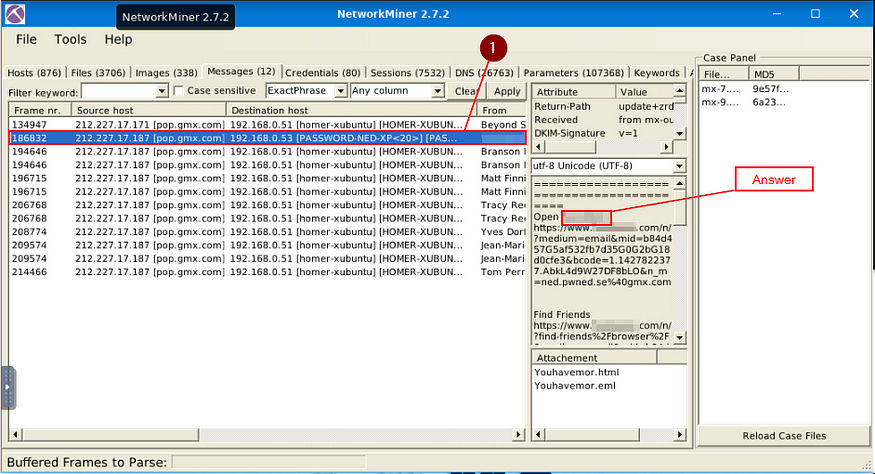 NetworkMiner 2.7.2
NetworkMiner 2.7.2
File Tools Help
1
Hosts (876) Files (3706) Images (338) Messages (12) Credentials (80) Sessions (7532) DNS (26763) Parameters (107368) Keywords
Filter keyword: Case sensitive ExactPhrase Any column Clear Apply
Frame nr. Source host Destination host From
134947 212.227.17.171 [pop.gmx.com] 192.168.0.51 [homer-xubuntu] [HOMER-XUBUN... Beyond S
186832 212.227.17.187 [pop.gmx.com] 192.168.0.53 [PASSWORD-NED-XP<20>] [PAS...
194646 212.227.17.187 [pop.gmx.com] 192.168.0.51 [homer-xubuntu] [HOMER-XUBUN... Branson I
194646 212.227.17.187 [pop.gmx.com] 192.168.0.51 [homer-xubuntu] [HOMER-XUBUN... Branson I
196715 212.227.17.187 [pop.gmx.com] 192.168.0.51 [homer-xubuntu] [HOMER-XUBUN... Matt Finni
196715 212.227.17.187 [pop.gmx.com] 192.168.0.51 [homer-xubuntu] [HOMER-XUBUN... Matt Finni
206768 212.227.17.187 [pop.gmx.com] 192.168.0.51 [homer-xubuntu] [HOMER-XUBUN... Tracy Ree
206768 212.227.17.187 [pop.gmx.com] 192.168.0.51 [homer-xubuntu] [HOMER-XUBUN... Tracy Ree
208774 212.227.17.187 [pop.gmx.com] 192.168.0.51 [homer-xubuntu] [HOMER-XUBUN... Yves Dorf
209574 212.227.17.187 [pop.gmx.com] 192.168.0.51 [homer-xubuntu] [HOMER-XUBUN... Jean-Mari
209574 212.227.17.187 [pop.gmx.com] 192.168.0.51 [homer-xubuntu] [HOMER-XUBUN... Jean-Mari
214466 212.227.17.187 [pop.gmx.com] 192.168.0.51 [homer-xubuntu] [HOMER-XUBUN... Tom Perr
Attribute Value
Return-Path update+zrd
Received from mx-ou
DKIM-Signature v=1
utf-8 Unicode (UTF-8)
====================
====================
====
Open
https://www. .com/n/
?medium=email&mid=b84d4
57G5af532fb7d35G0G2bG18
d0cfe3&bcode=1.142782237
7.AbkL4d9W27DF8bLO&n_m
=ned.pwned.se%40gmx.com
Find Friends
https://www. .com/n/
?find-friends%2Fbrowser%2F
Answer
Attachement
Youhavemor.html
Youhavemor.eml
Case Panel
File... MD5
mx-7.... 9e57f...
mx-9.... 6a23...
Reload Case Files
Buffered Frames to Parse: